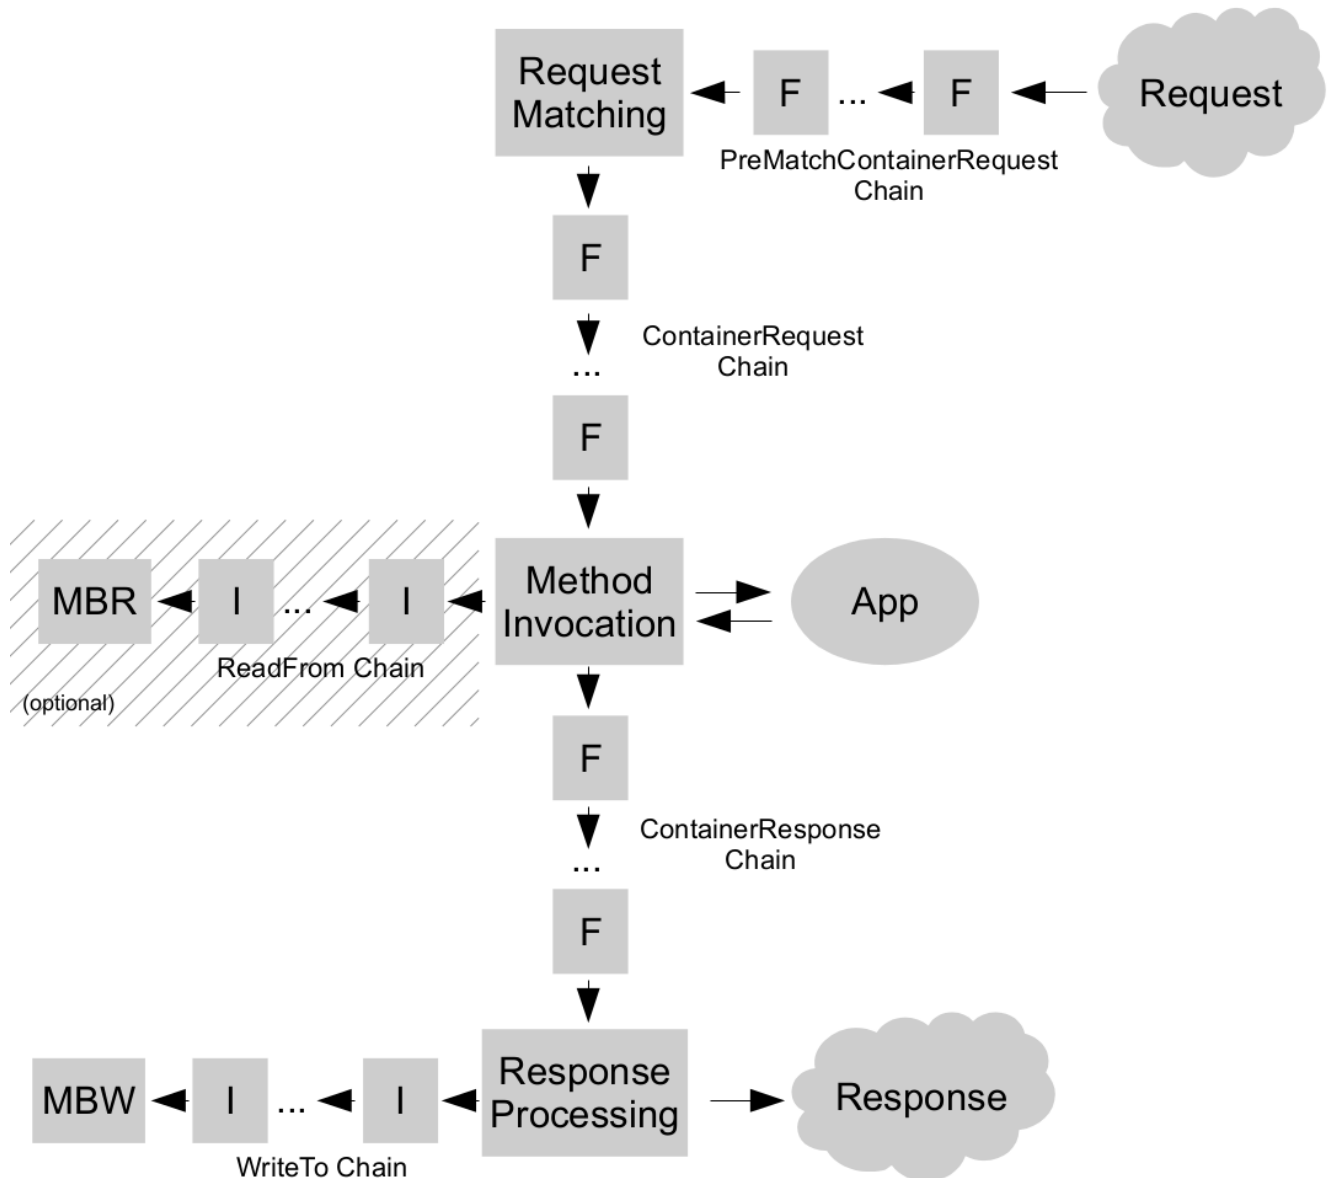 Request
Matching
F
...
F
Request
PreMatchContainerRequest
Chain
F
ContainerRequest
Chain
...
F
MBR
I
...
I
Method
Invocation
App
ReadFrom Chain
(optional)
F
ContainerResponse
Chain
...
F
MBW
I
...
I
Response
Processing
Response
WriteTo Chain